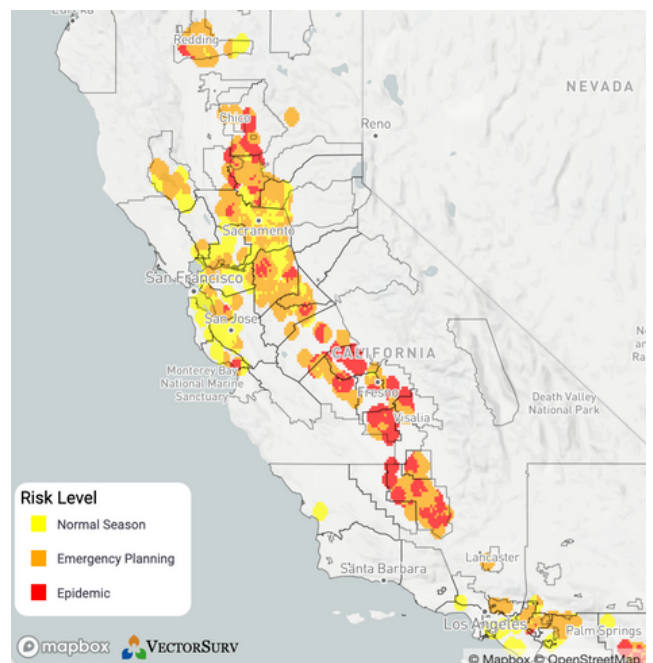 Eureka
Redding
NEVADA
Chico
Reno
Sacramento
San Francisco
San Jose
CALIFORNIA
Monterey Bay
National Marine
Sanctuary
Fresno
Death Valley
National Park
Visalia
Risk Level
Normal Season
Emergency Planning
Epidemic
Lancaster
Santa Barbara
Los Angeles
Palm Springs
mapbox
VECTORSURV
© Mapbox © OpenStreetMap